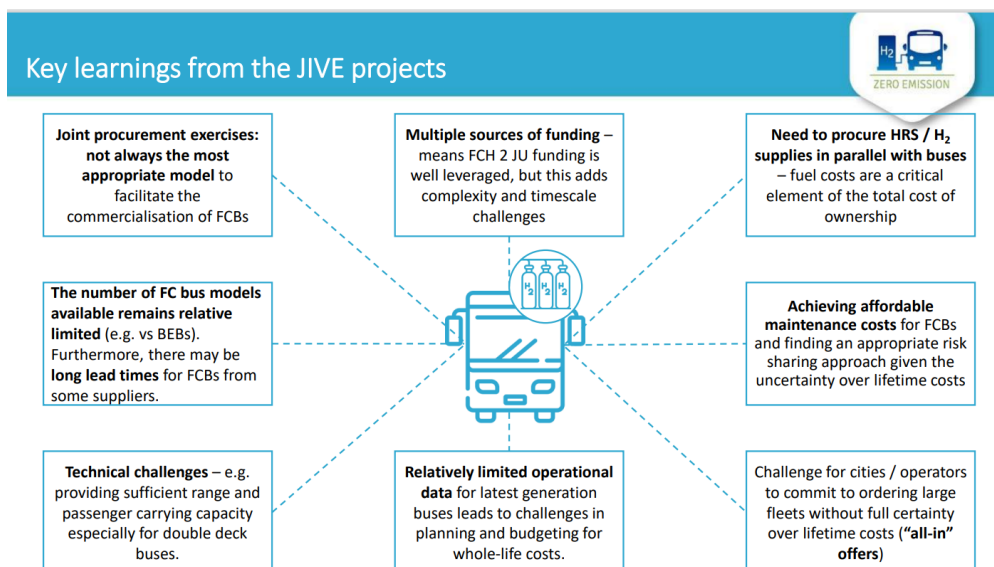 Key learnings from the JIVE projects
H2
ZERO EMISSION
Joint procurement exercises:
not always the most
appropriate model to
facilitate the
commercialisation of FCBs
Multiple sources of funding –
means FCH 2 JU funding is
well leveraged, but this adds
complexity and timescale
challenges
Need to procure HRS / H2
supplies in parallel with buses
– fuel costs are a critical
element of the total cost of
ownership
The number of FC bus models
available remains relative
limited (e.g. vs BEBs).
Furthermore, there may be
long lead times for FCBs from
some suppliers.
H2 H2 H2
Achieving affordable
maintenance costs for FCBs
and finding an appropriate risk
sharing approach given the
uncertainty over lifetime costs
Technical challenges – e.g.
providing sufficient range and
passenger carrying capacity
especially for double deck
buses.
Relatively limited operational
data for latest generation
buses leads to challenges in
planning and budgeting for
whole-life costs.
Challenge for cities / operators
to commit to ordering large
fleets without full certainty
over lifetime costs (“all-in”
offers)